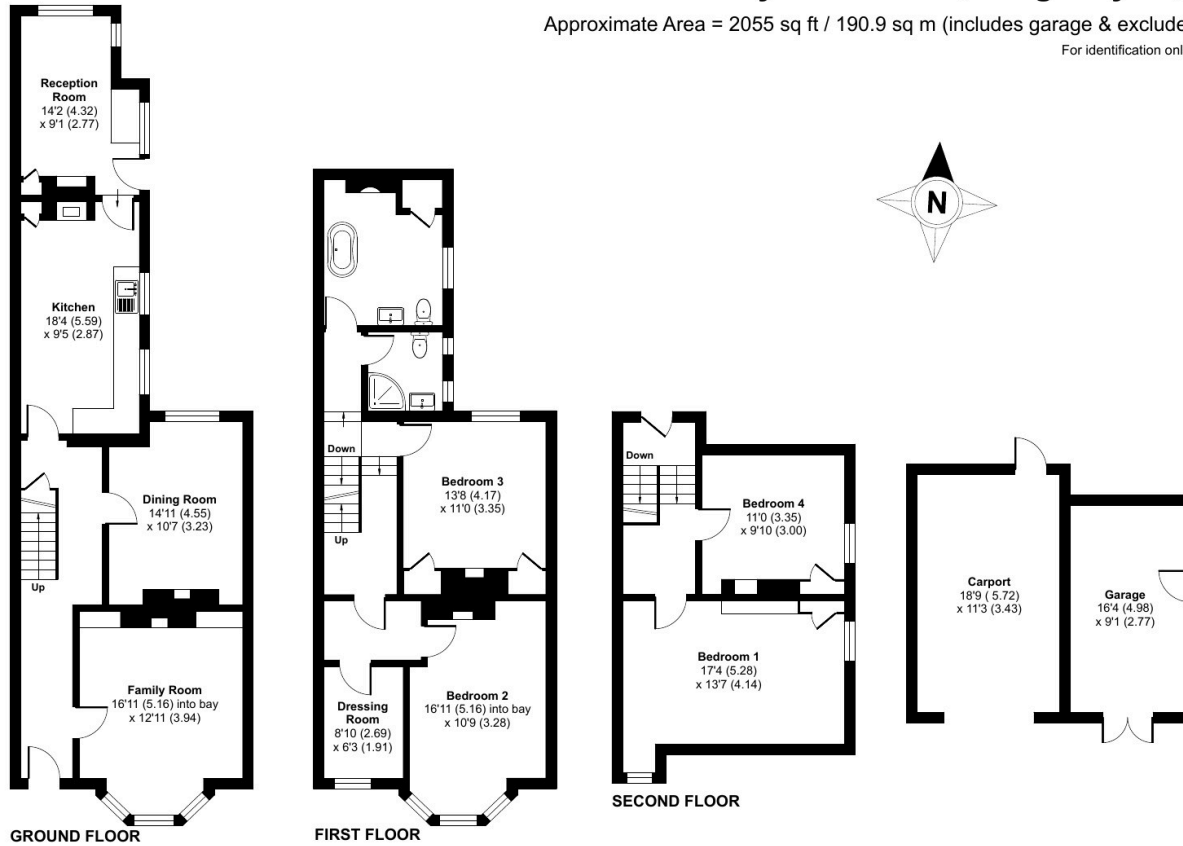 Approximate Area = 2055 sq ft / 190.9 sq m (includes garage & exclude
For identification onl
Reception
Room
14'2 (4.32)
x 9'1 (2.77)
Kitchen
18'4 (5.59)
x 9'5 (2.87)
Dining Room
14'11 (4.55)
x 10'7 (3.23)
Up
Family Room
16'11 (5.16) into bay
x 12'11 (3.94)
GROUND FLOOR
Down
Up
Bedroom 3
13'8 (4.17)
x 11'0 (3.35)
Dressing
Room
8'10 (2.69)
x 6'3 (1.91)
Bedroom 2
16'11 (5.16) into bay
x 10'9 (3.28)
FIRST FLOOR
Down
Bedroom 4
11'0 (3.35)
x 9'10 (3.00)
Bedroom 1
17'4 (5.28)
x 13'7 (4.14)
SECOND FLOOR
N
Carport
18'9 ( 5.72)
x 11'3 (3.43)
Garage
16'4 (4.98)
x 9'1 (2.77)